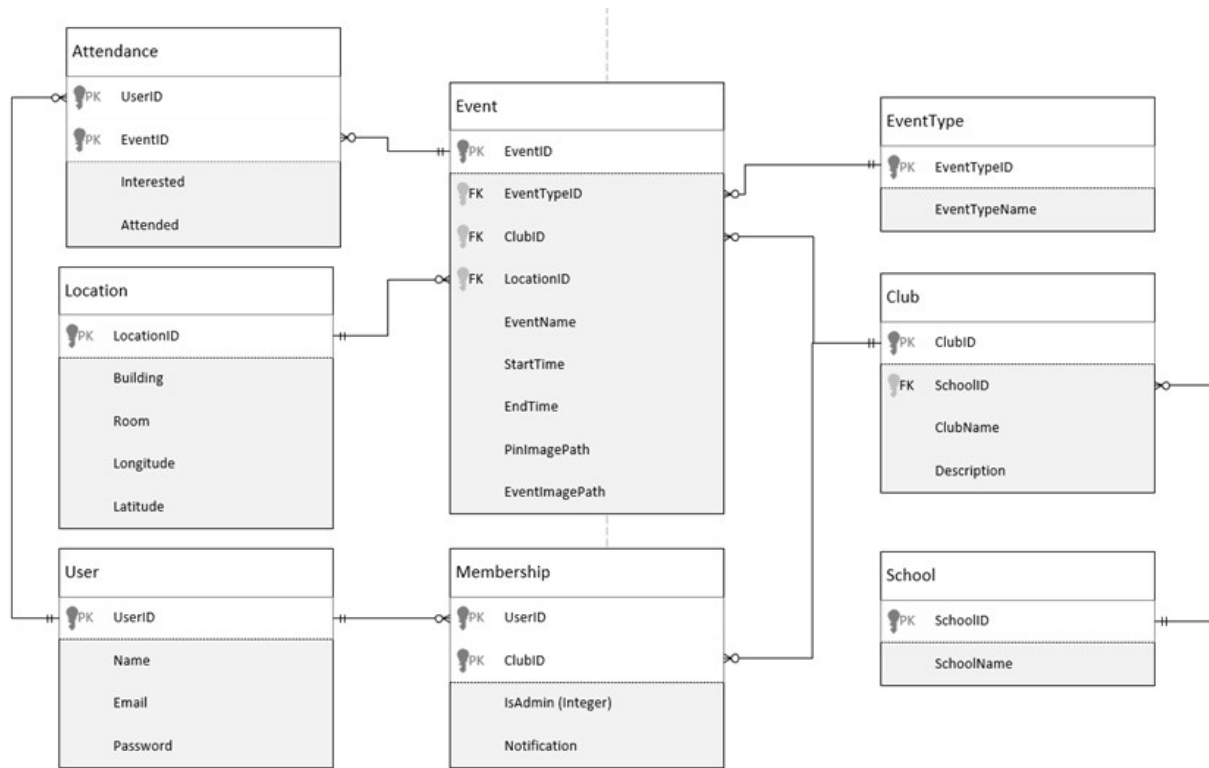 Attendance
PK UserID
PK EventID
Interested
Attended
Location
PK LocationID
Building
Room
Longitude
Latitude
User
PK UserID
Name
Email
Password
Event
PK EventID
FK EventTypeID
FK ClubID
FK LocationID
EventName
StartTime
EndTime
PinImagePath
EventImagePath
Membership
PK UserID
PK ClubID
IsAdmin (Integer)
Notification
EventType
PK EventTypeID
EventTypeName
Club
PK ClubID
FK SchoolID
ClubName
Description
School
PK SchoolID
SchoolName